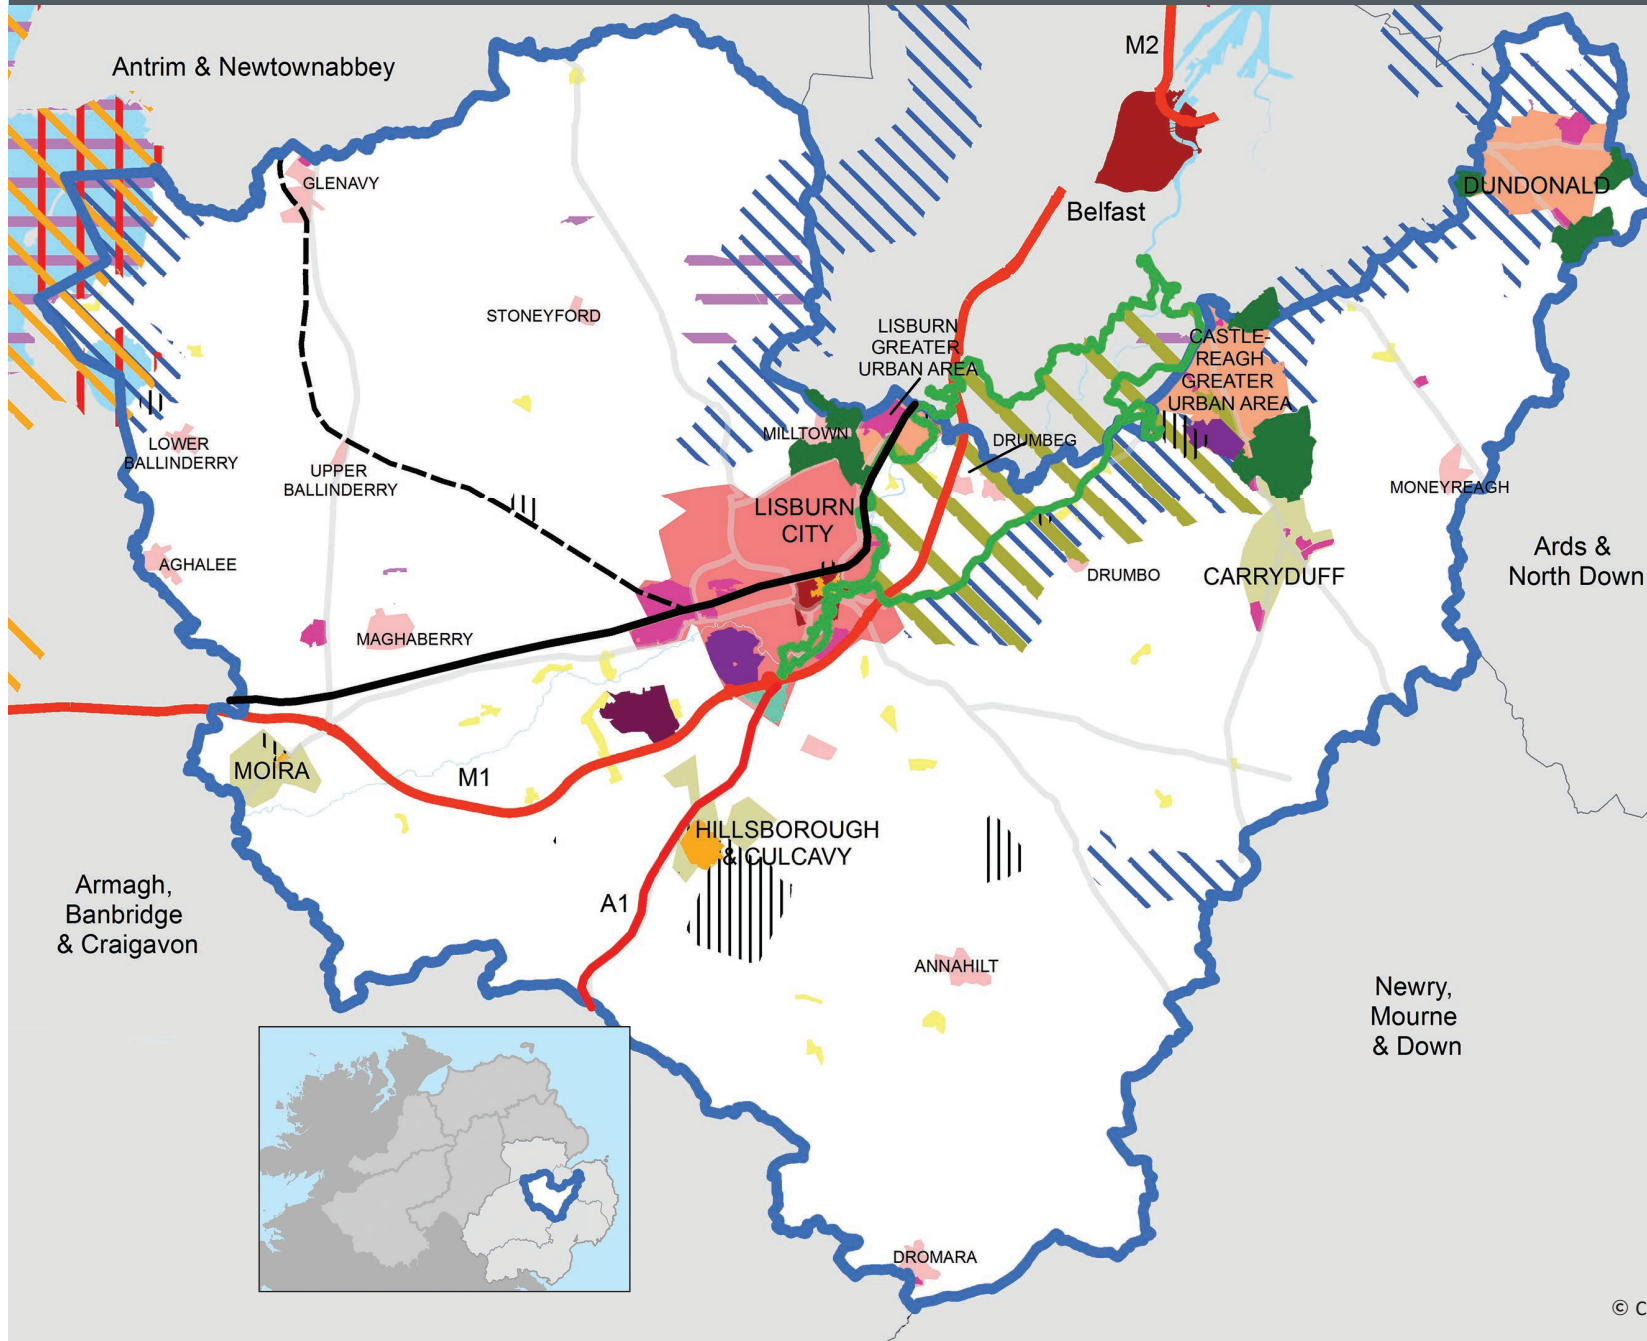 M2
Antrim & Newtownabbey
GLENAVY
DUNDONALD
Belfast
STONEYFORD
LISBURN
GREATER
URBAN AREA
CASTLE-
REAGH
GREATER
URBAN AREA
MILLTOWN
DRUMBEG
LOWER
BALLINDERRY
UPPER
BALLINDERRY
MONEYREAGH
LISBURN
CITY
AGHALEE
DRUMBO
CARRYDUFF
Ards &
North Down
MAGHABERRY
MOIRA
M1
HILLSBOROUGH
& CULCAVY
A1
Armagh,
Banbridge
& Craigavon
ANNAHILT
Newry,
Mourne
& Down
DROMARA
© C